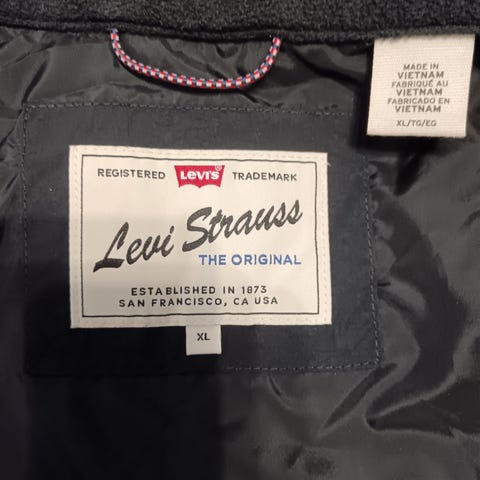 MADE IN
VIETNAM
FABRIQUÉ AU
VIETNAM
FABRICADO EN
VIETNAM
XL/TG/EG
REGISTERED LEVI'S TRADEMARK
Levi Strauss
THE ORIGINAL
ESTABLISHED IN 1873
SAN FRANCISCO, CA USA
XL